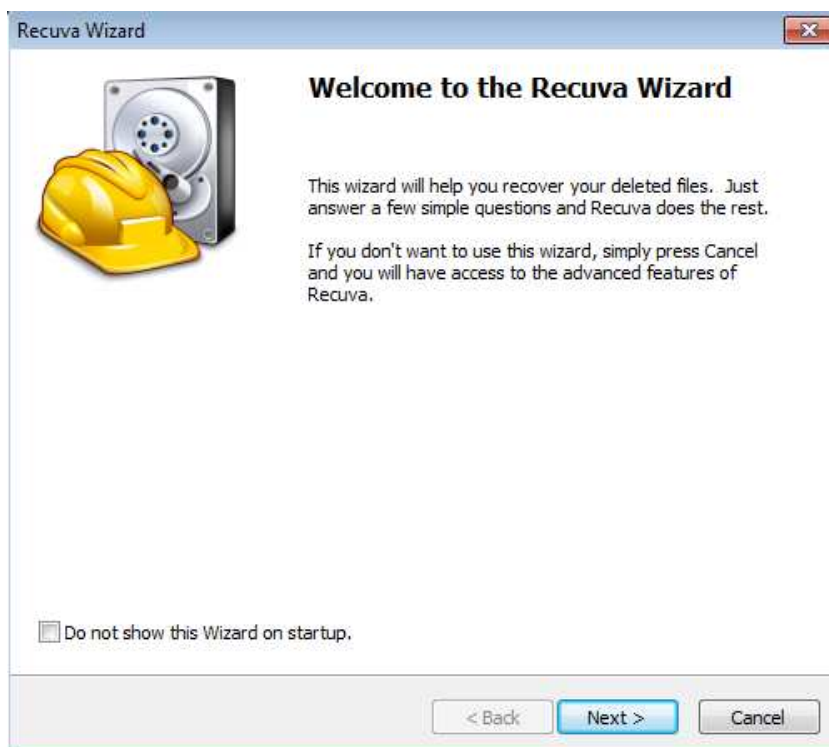 Recuva Wizard
Welcome to the Recuva Wizard
This wizard will help you recover your deleted files. Just
answer a few simple questions and Recuva does the rest.
If you don't want to use this wizard, simply press Cancel
and you will have access to the advanced features of
Recuva.
Do not show this Wizard on startup.
< Back Next > Cancel